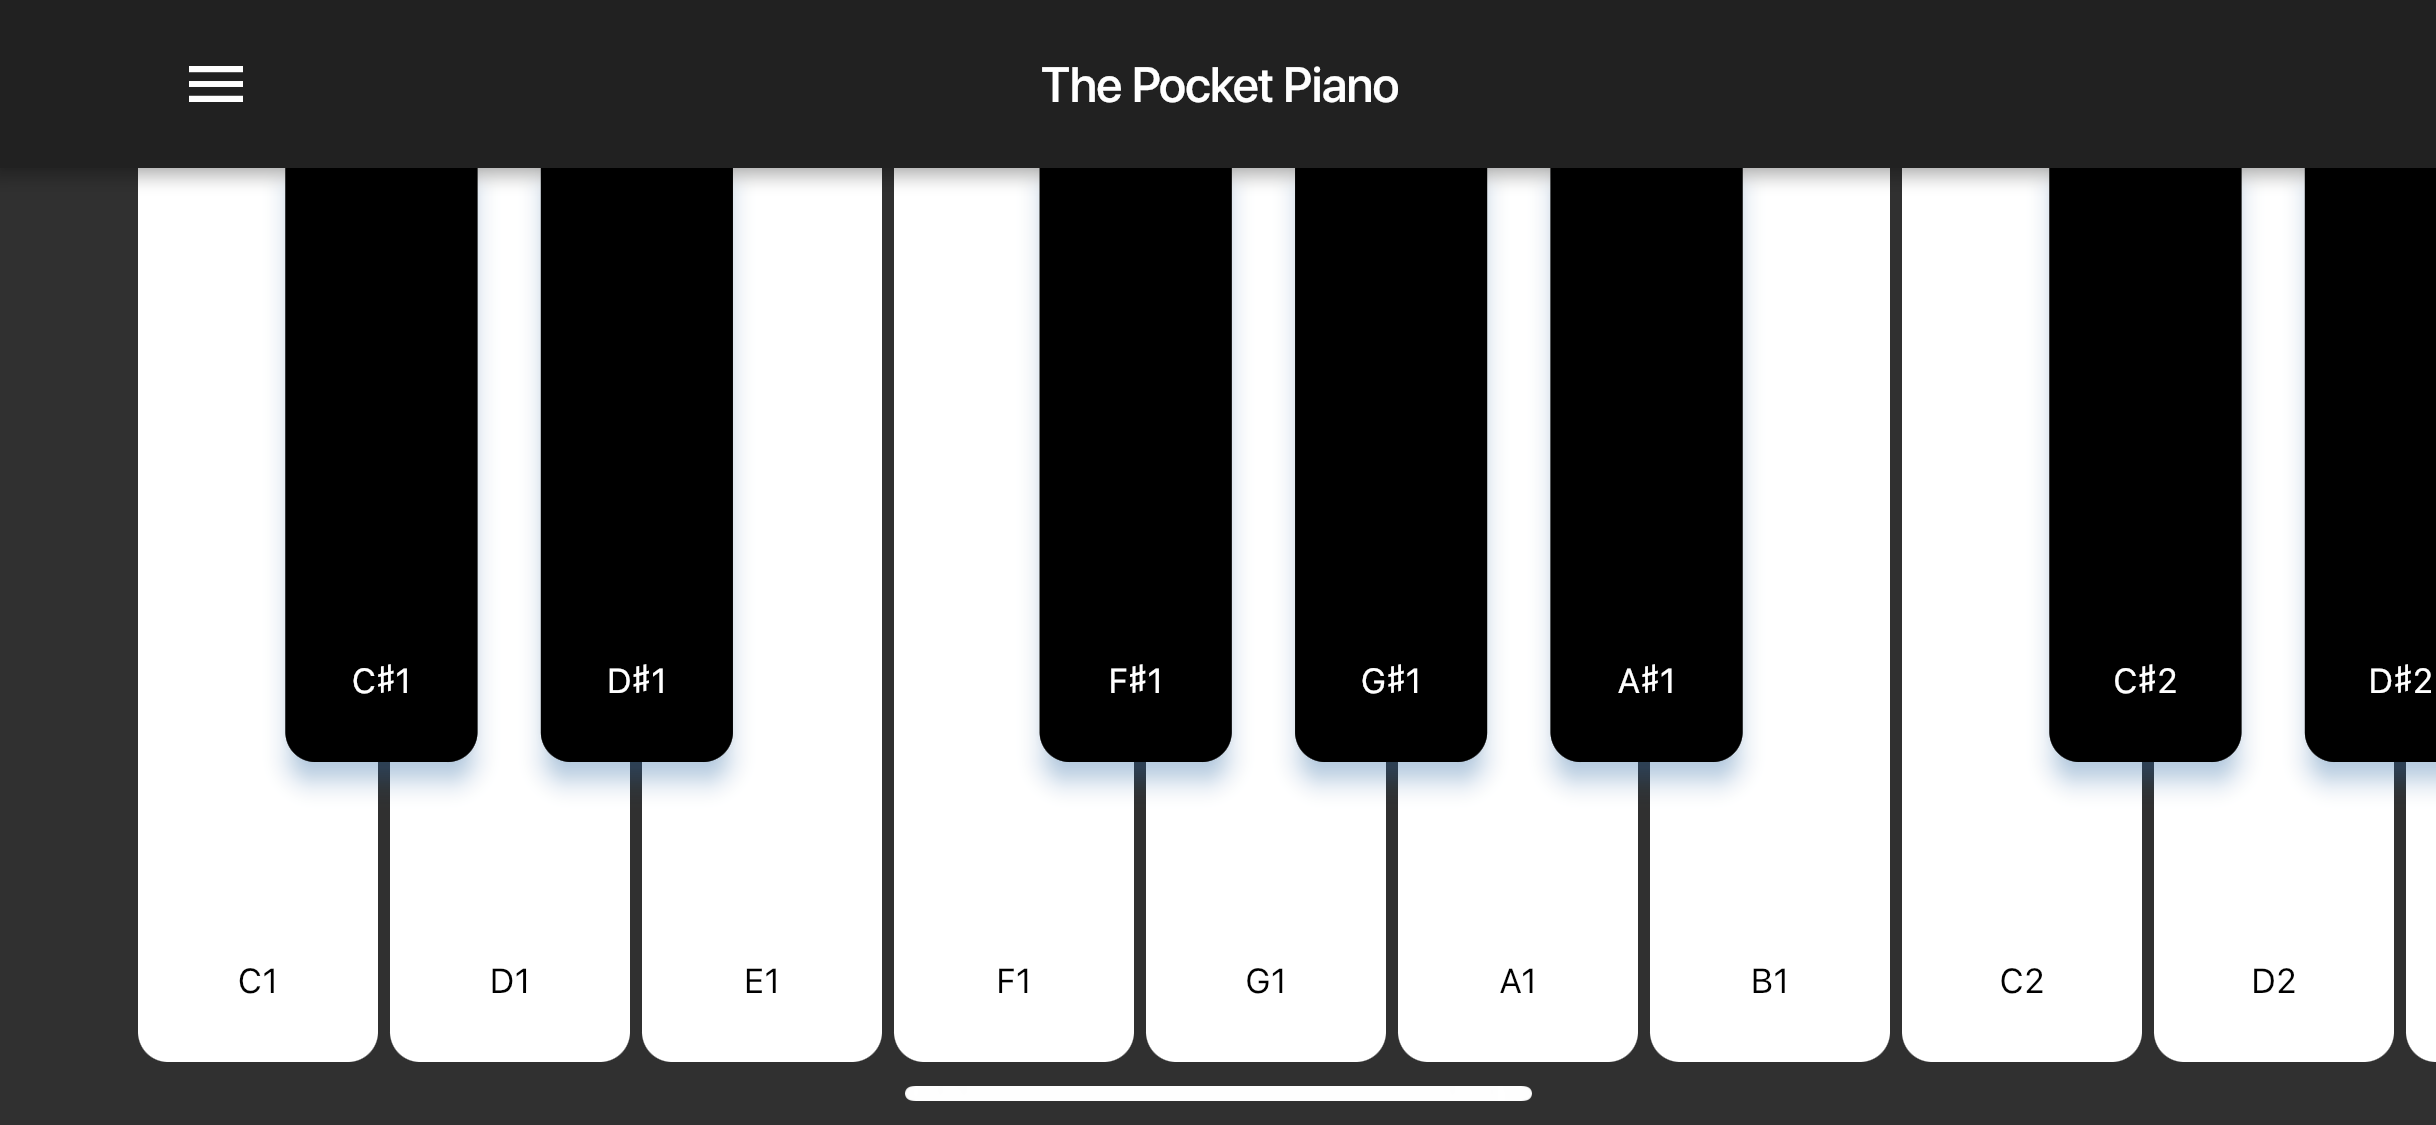 The Pocket Piano
C♯1 D♯1 F♯1 G♯1 A♯1 C♯2 D♯2
C1 D1 E1 F1 G1 A1 B1 C2 D2